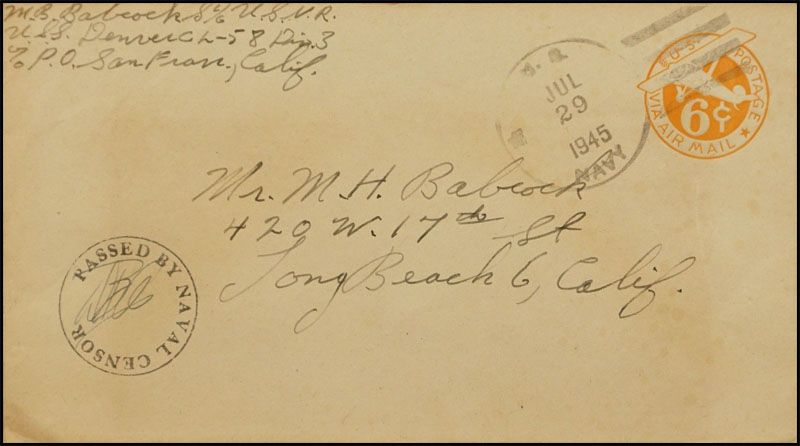 M.B. Babcock S 1/c U.S.N.R.
U.S.S. Denver CL-58 Div. 3
℅ P.O. San Fran., Calif.
JUL
29
1945
NAVY
U.S. POSTAGE
6¢
VIA AIR MAIL
Mr. M.H. Babcock
420 W. 17th St
Long Beach 6, Calif.
PASSED BY NAVAL CENSOR